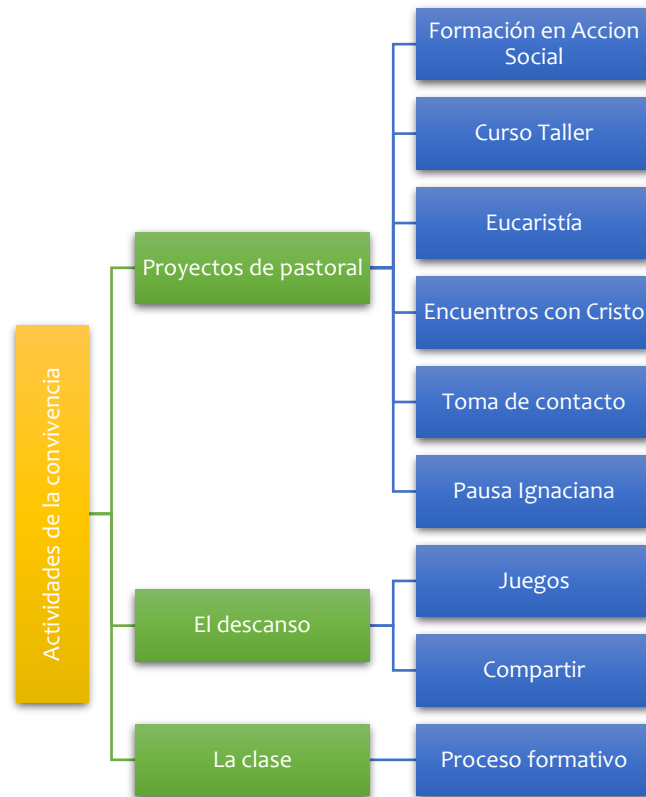 Actividades de la convivencia
Proyectos de pastoral
Formación en Accion
Social
Curso Taller
Eucaristía
Encuentros con Cristo
Toma de contacto
Pausa Ignaciana
El descanso
Juegos
Compartir
La clase
Proceso formativo